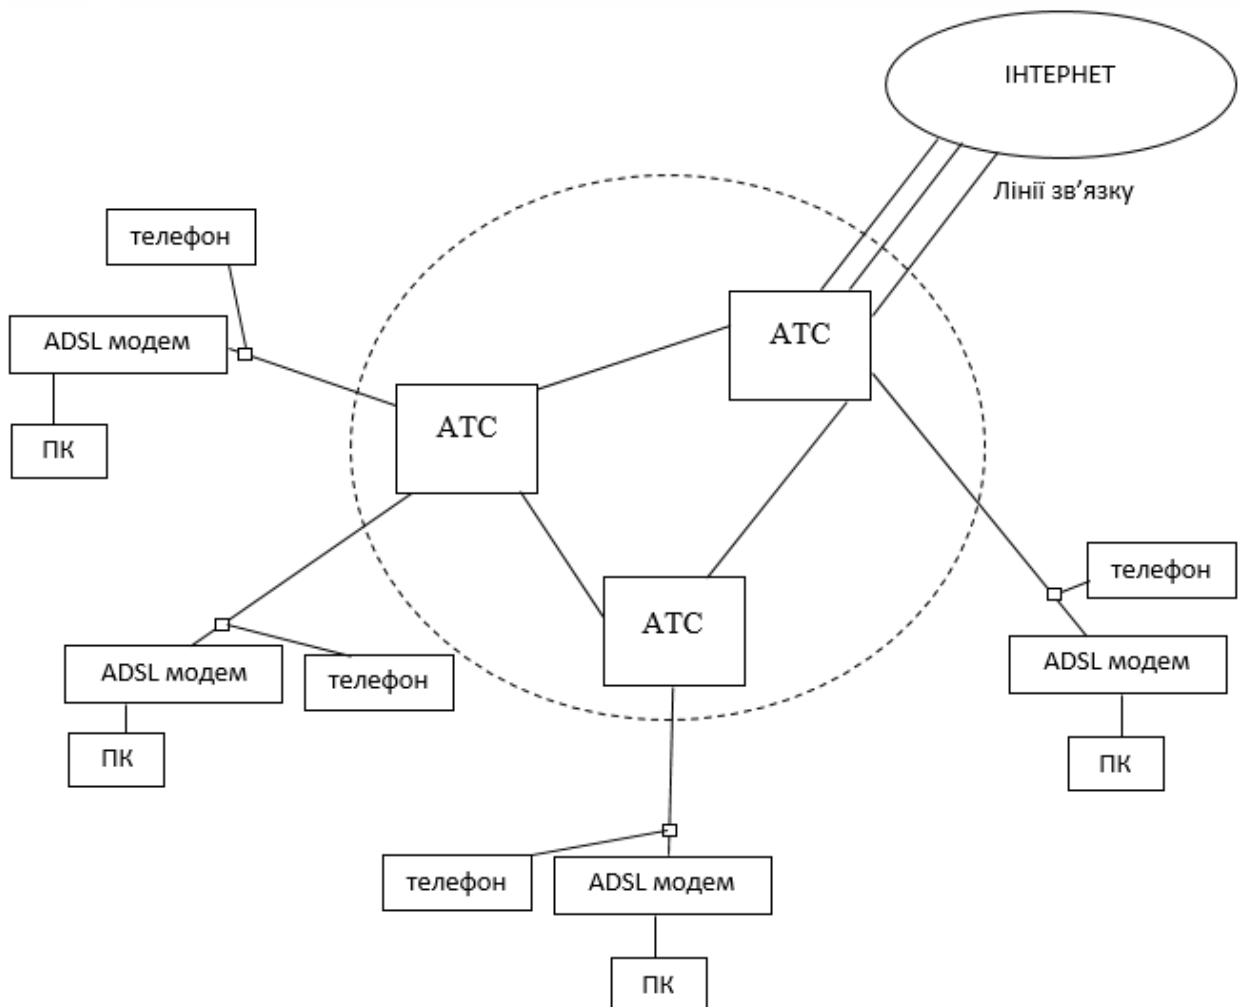 ІНТЕРНЕТ
Лінії зв’язку
телефон
ADSL модем
АТС
АТС
ПК
телефон
АТС
ADSL модем
ADSL модем
телефон
ПК
ПК
телефон
ADSL модем
ПК